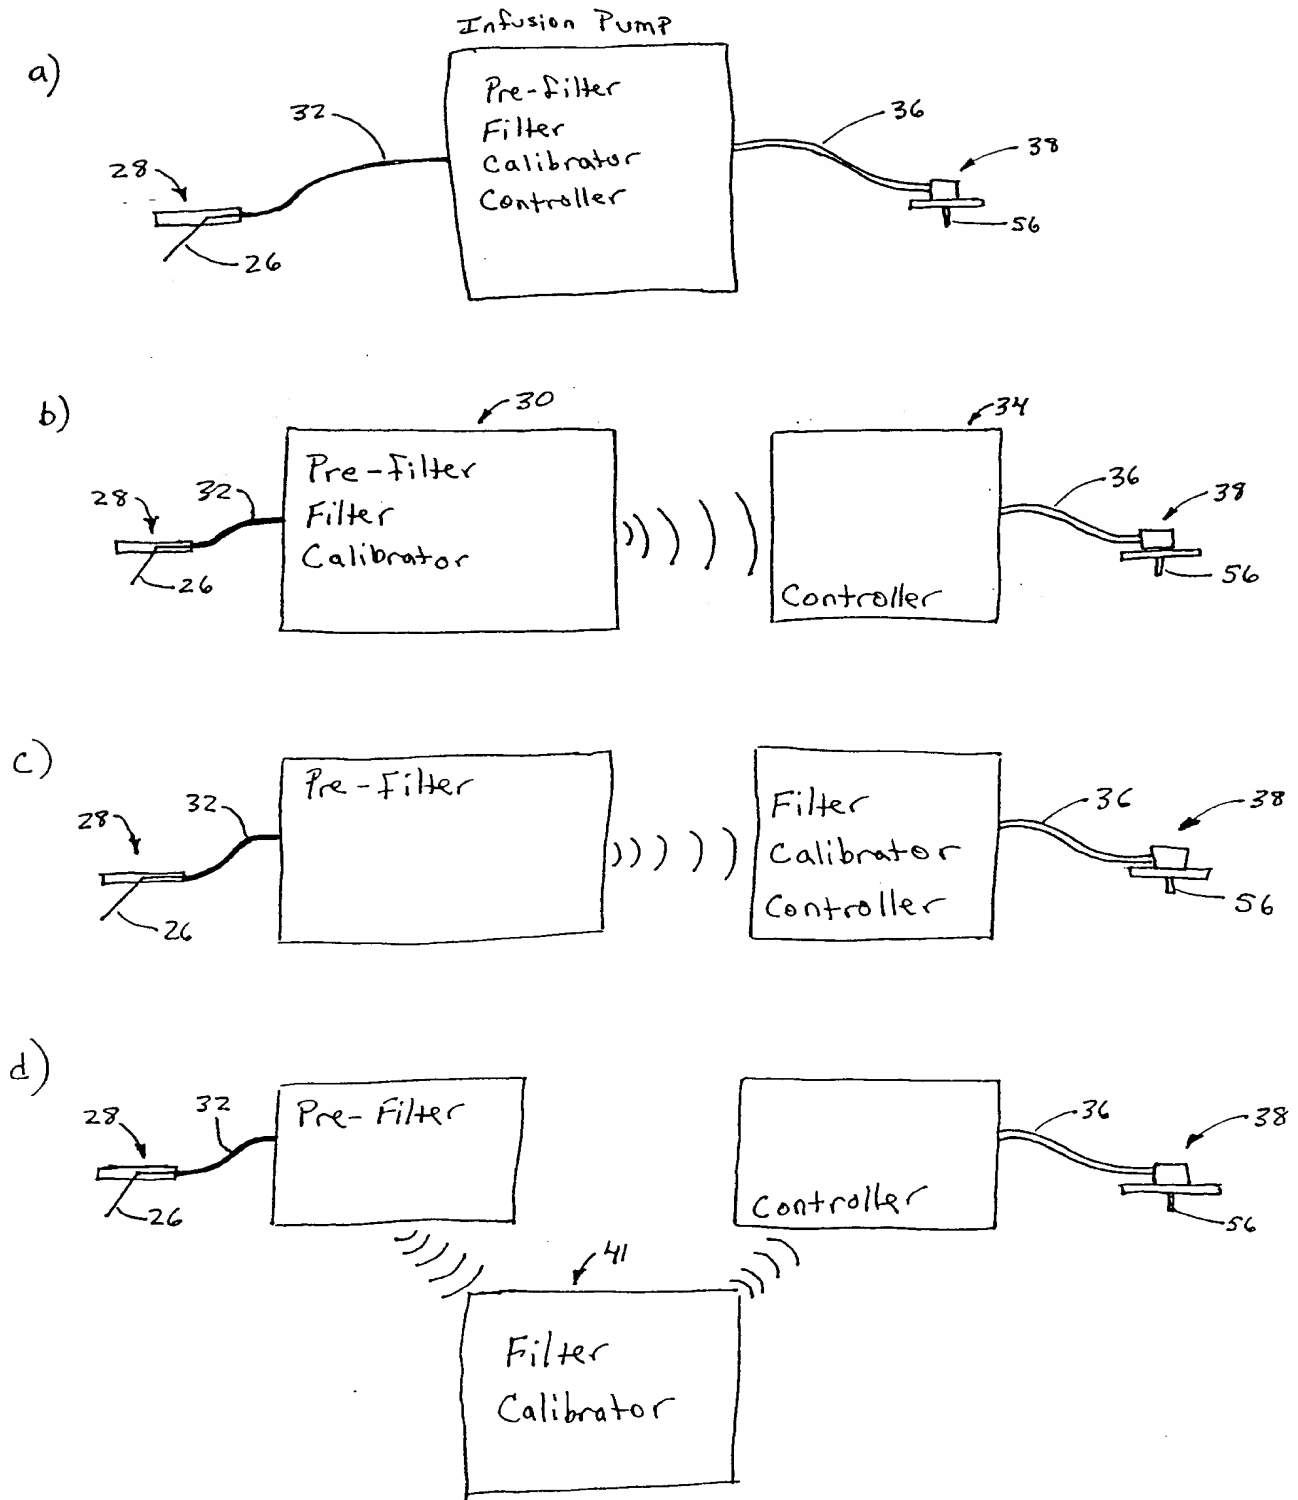 Infusion Pump
a)
Pre-filter
Filter
Calibrator
Controller
32
36
38
28
26
56
b)
30
34
Pre-Filter
Filter
Calibrator
Controller
28
32
26
36
38
56
c)
Pre-Filter
Filter
Calibrator
Controller
28
32
26
36
38
56
d)
Pre-Filter
Controller
28
32
26
36
38
56
41
Filter
Calibrator